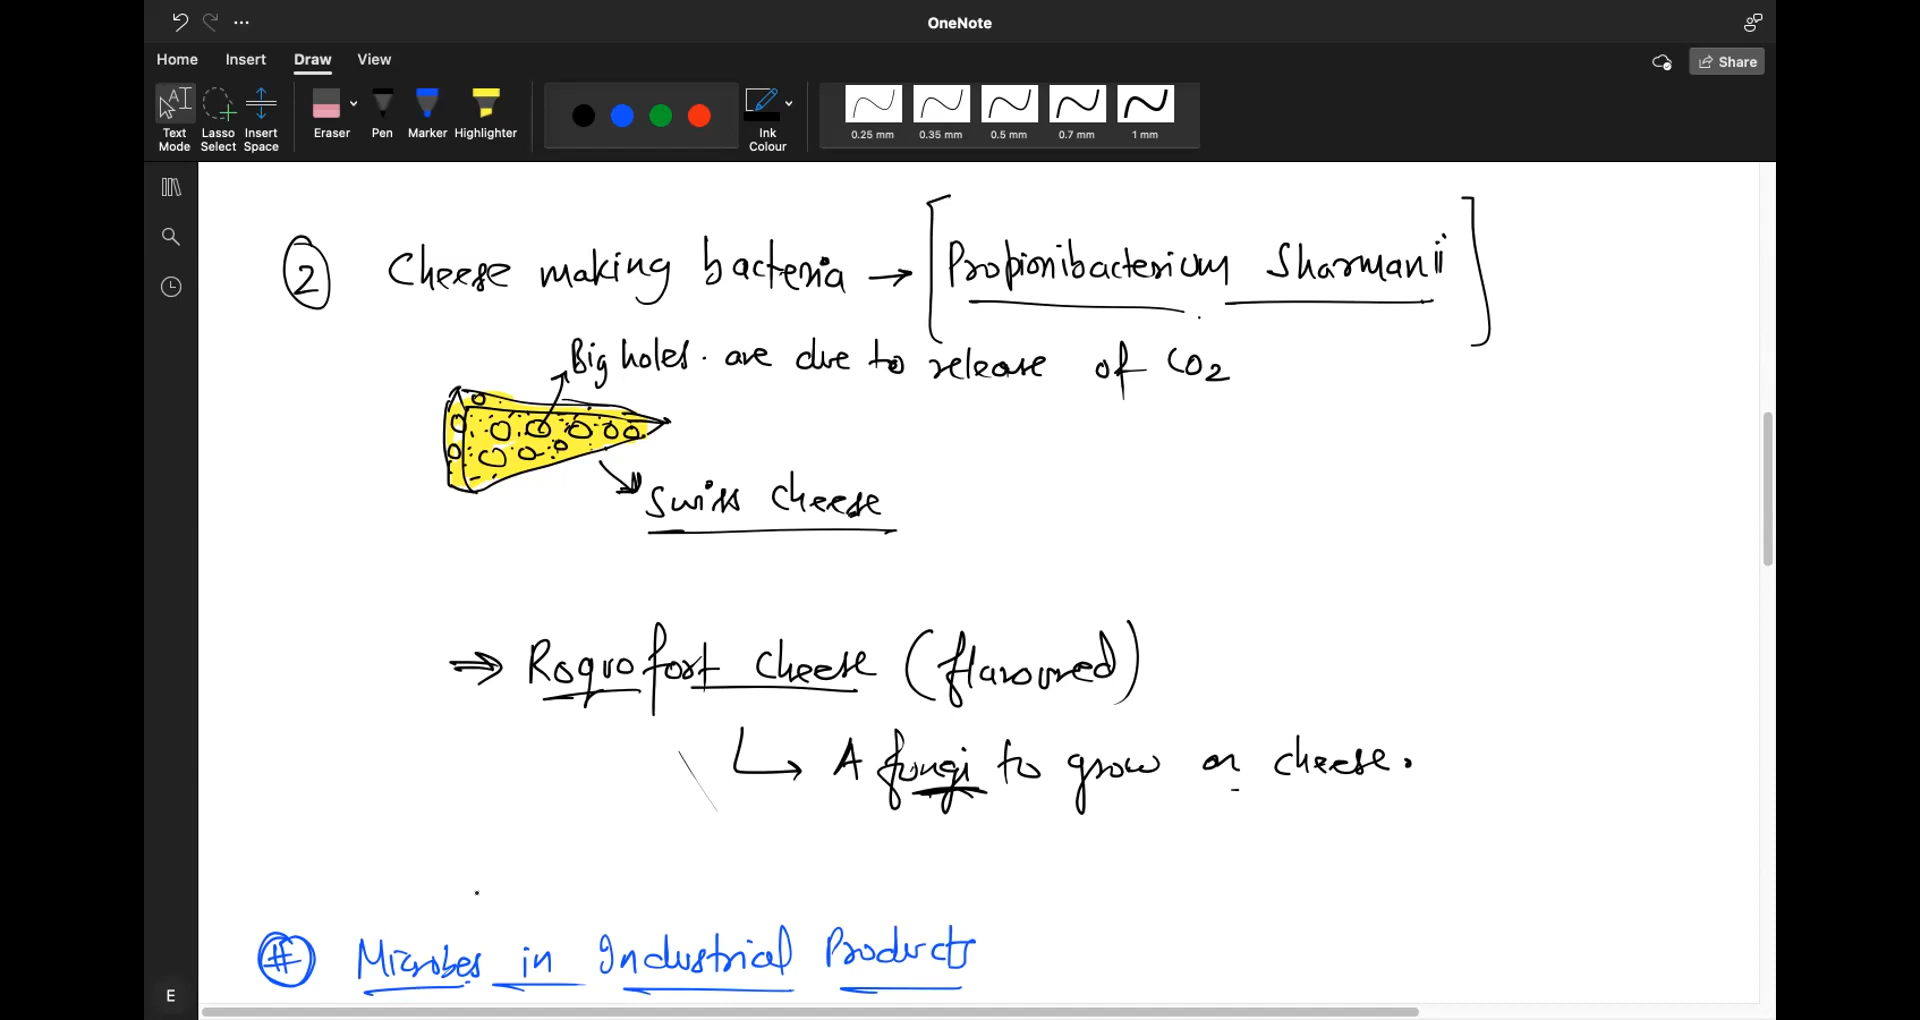 OneNote
Home Insert Draw View
Share
Text Mode
Lasso Select
Insert Space
Eraser
Pen
Marker
Highlighter
Ink Colour
0.25 mm
0.35 mm
0.5 mm
0.7 mm
1 mm
② Cheese making bacteria → [Propionibacterium Sharmanii]
Big holes. are due to release of CO2
Swiss Cheese
⇒ Roquofort cheese (flavoured)
↳ A fungi to grow on cheese.
# Microbes in Industrial Products
E